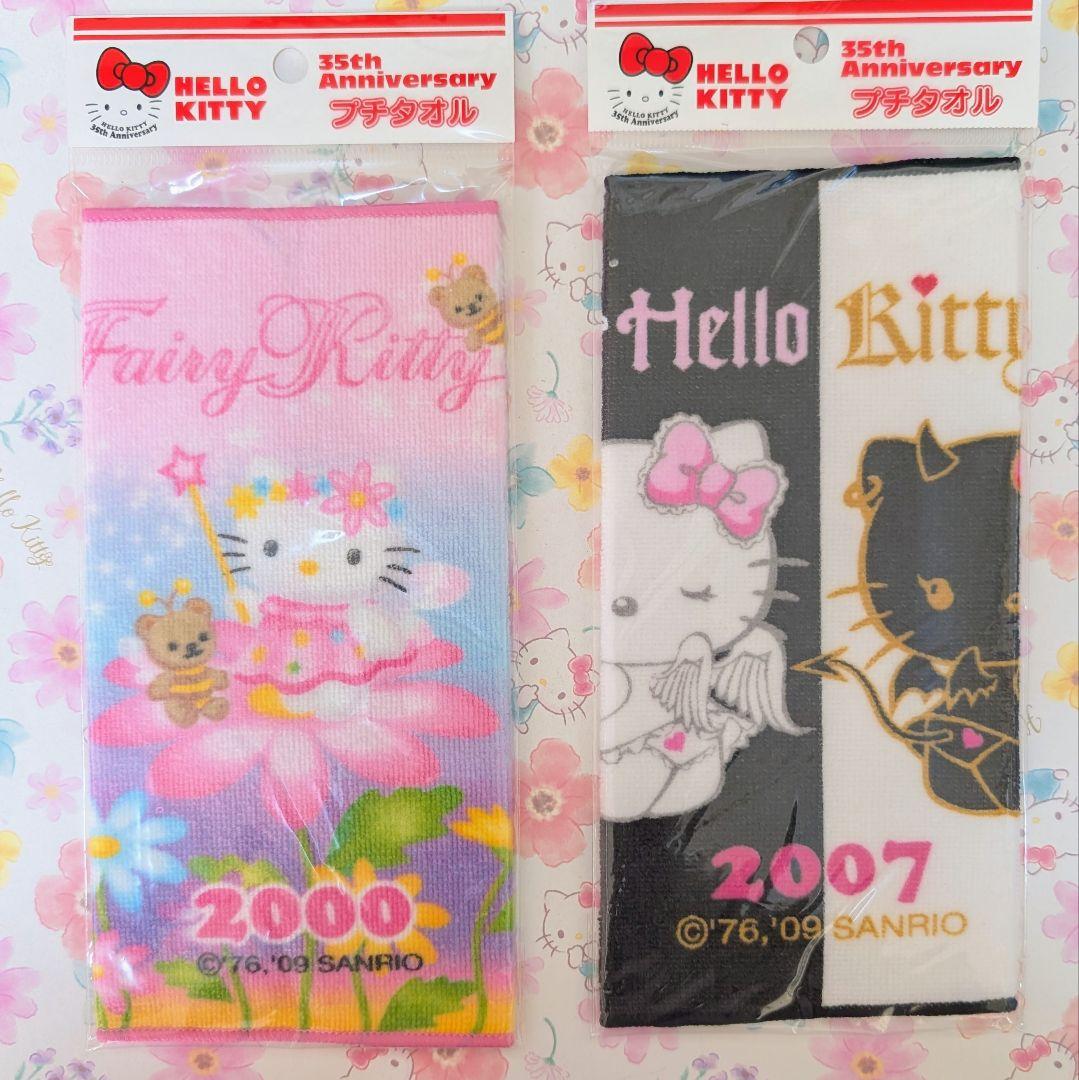 HELLO
KITTY
HELLO KITTY
35th Anniversary
35th
Anniversary
プチタオル
Fairy Kitty
2000
©'76,'09 SANRIO
HELLO
KITTY
HELLO KITTY
35th Anniversary
35th
Anniversary
プチタオル
Hello Kitty
2007
©'76,'09 SANRIO
Hello Kitty